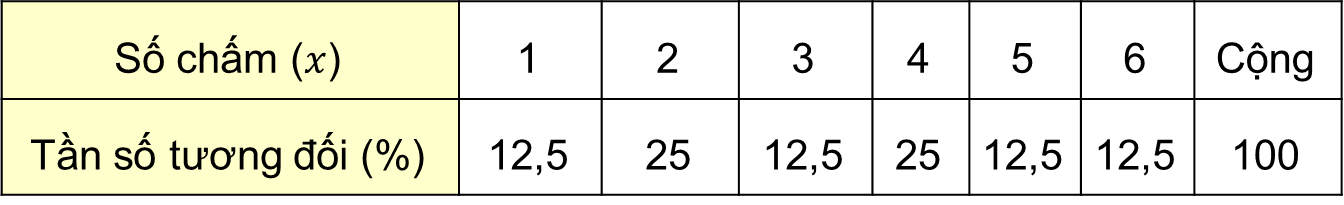 Số chấm (𝑥) 1 2 3 4 5 6 Cộng
Tần số tương đối (%) 12,5 25 12,5 25 12,5 12,5 100